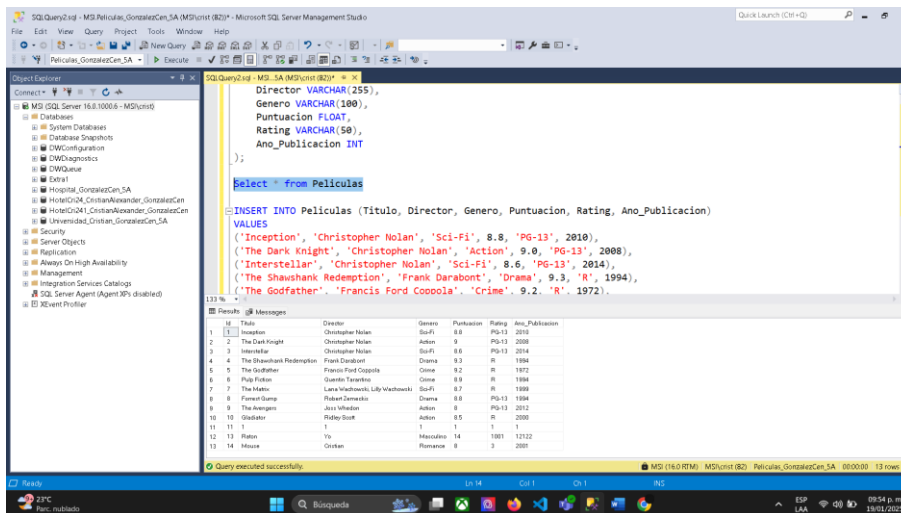 SQLQuery2.sql - MSI.Peliculas_GonzalezCen_5A (MSI\crist (82))* - Microsoft SQL Server Management Studio
Quick Launch (Ctrl+Q)
File Edit View Query Project Tools Window Help
New Query
Peliculas_GonzalezCen_5A Execute
Object Explorer
SQLQuery2.sql - MSI...5A (MSI\crist (82))*
Connect
MSI (SQL Server 16.0.1000.6 - MSI\crist)
Databases
System Databases
Database Snapshots
DWConfiguration
DWDiagnostics
DWQueue
Extra1
Hospital_GonzalezCen_5A
HotelCri24_CristianAlexander_GonzalezCen
HotelCri241_CristianAlexander_GonzalezCen
Universidad_Cristian_GonzalezCen_5A
Security
Server Objects
Replication
Always On High Availability
Management
Integration Services Catalogs
SQL Server Agent (Agent XPs disabled)
XEvent Profiler
Director VARCHAR(255),
Genero VARCHAR(100),
Puntuacion FLOAT,
Rating VARCHAR(50),
Ano_Publicacion INT
);
Select * from Peliculas
INSERT INTO Peliculas (Titulo, Director, Genero, Puntuacion, Rating, Ano_Publicacion)
VALUES
('Inception', 'Christopher Nolan', 'Sci-Fi', 8.8, 'PG-13', 2010),
('The Dark Knight', 'Christopher Nolan', 'Action', 9.0, 'PG-13', 2008),
('Interstellar', 'Christopher Nolan', 'Sci-Fi', 8.6, 'PG-13', 2014),
('The Shawshank Redemption', 'Frank Darabont', 'Drama', 9.3, 'R', 1994),
('The Godfather', 'Francis Ford Coppola', 'Crime', 9.2, 'R', 1972),
133 %
Results Messages
Id Titulo Director Genero Puntuacion Rating Ano_Publicacion
1 1 Inception Christopher Nolan Sci-Fi 8.8 PG-13 2010
2 2 The Dark Knight Christopher Nolan Action 9 PG-13 2008
3 3 Interstellar Christopher Nolan Sci-Fi 8.6 PG-13 2014
4 4 The Shawshank Redemption Frank Darabont Drama 9.3 R 1994
5 5 The Godfather Francis Ford Coppola Crime 9.2 R 1972
6 6 Pulp Fiction Quentin Tarantino Crime 8.9 R 1994
7 7 The Matrix Lana Wachowski, Lilly Wachowski Sci-Fi 8.7 R 1999
8 8 Forrest Gump Robert Zemeckis Drama 8.8 PG-13 1994
9 9 The Avengers Joss Whedon Action 8 PG-13 2012
10 10 Gladiator Ridley Scott Action 8.5 R 2000
11 11 1 1 1 1 1 1
12 13 Raton Yo Masculino 14 1001 12122
13 14 Mouse Cristian Romance 8 3 2001
Query executed successfully.
MSI (16.0 RTM) MSI\crist (82) Peliculas_GonzalezCen_5A 00:00:00 13 rows
Ready Ln 14 Col 1 Ch 1 INS
23°C
Parc. nublado
Búsqueda
ESP
LAA
09:54 p. m.